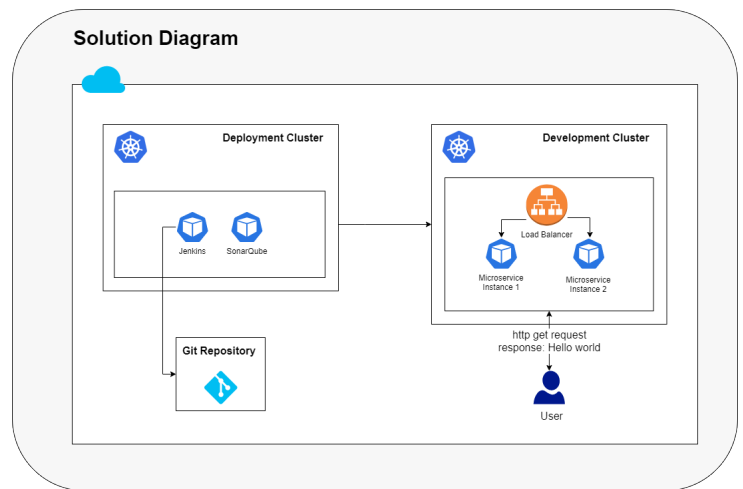 Solution Diagram
Deployment Cluster
Jenkins
SonarQube
Git Repository
Development Cluster
Load Balancer
Microservice
Instance 1
Microservice
Instance 2
http get request
response: Hello world
User